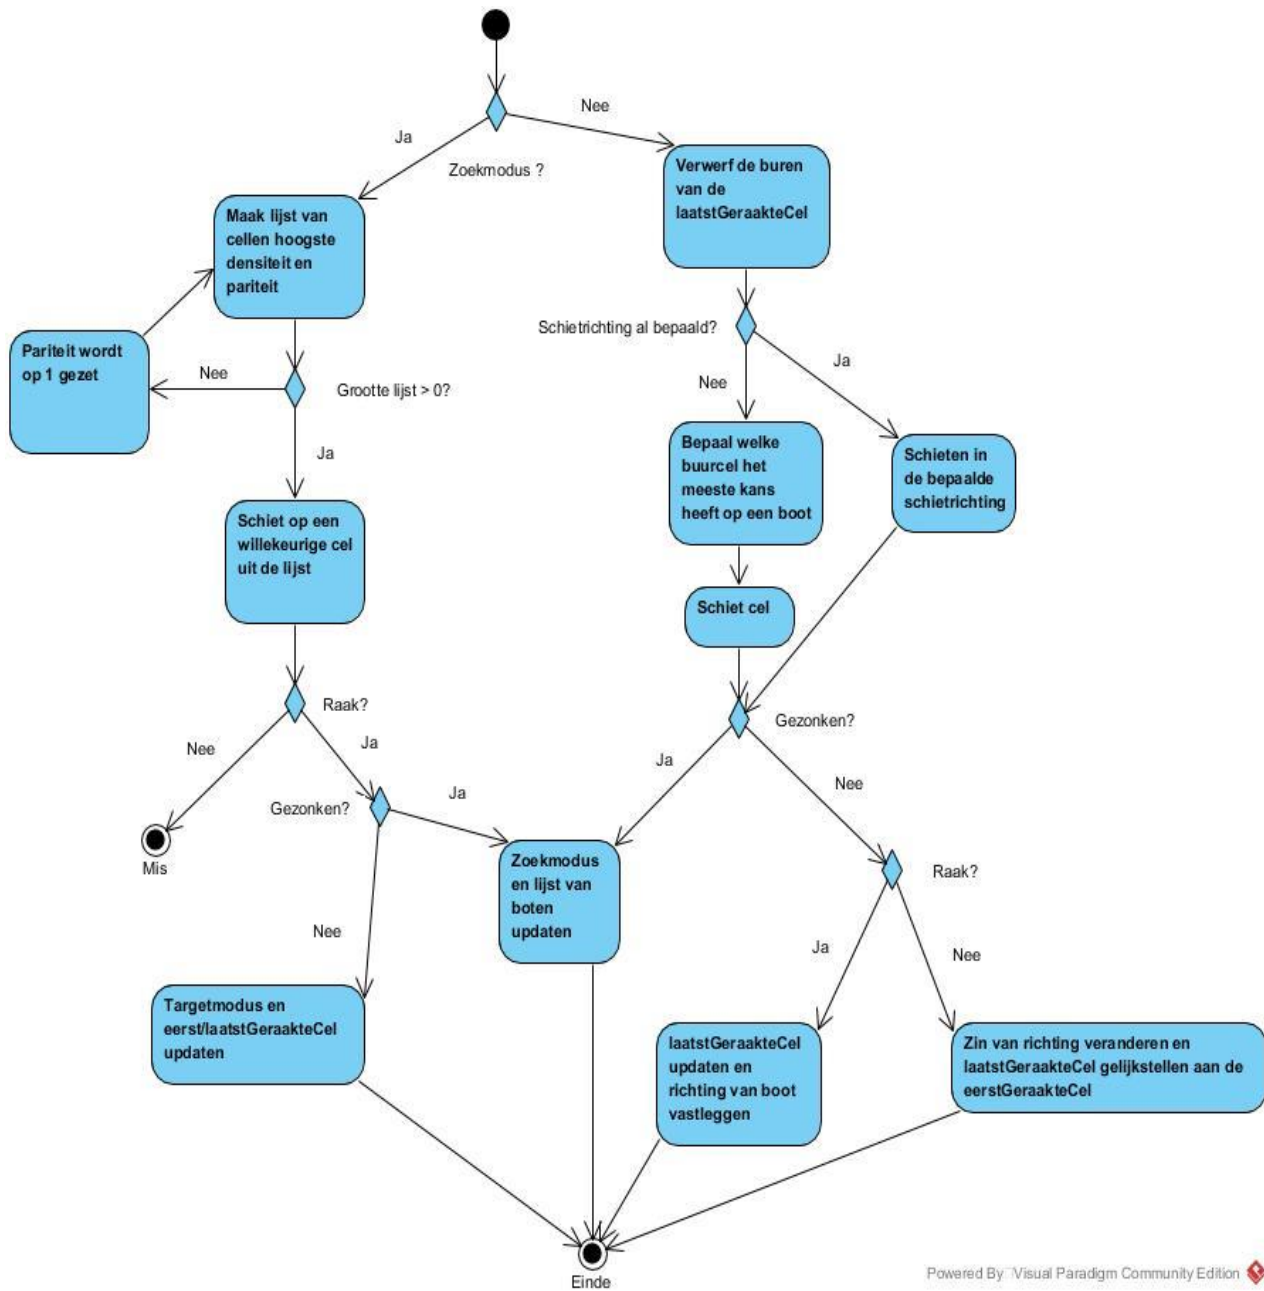 Nee
Ja
Zoekmodus ?
Verwerf de buren
van de
laatstGeraakteCel
Maak lijst van
cellen hoogste
densiteit en
pariteit
Schietrichting al bepaald?
Pariteit wordt
op 1 gezet
Nee
Grootte lijst > 0?
Nee
Ja
Ja
Bepaal welke
buurcel het
meeste kans
heeft op een boot
Schieten in
de bepaalde
schietrichting
Schiet op een
willekeurige cel
uit de lijst
Schiet cel
Raak?
Gezonken?
Nee
Ja
Ja
Nee
Gezonken?
Ja
Mis
Zoekmodus
en lijst van
boten
updaten
Raak?
Nee
Ja
Nee
Targetmodus en
eerst/laatstGeraakteCel
updaten
laatstGeraakteCel
updaten en
richting van boot
vastleggen
Zin van richting veranderen en
laatstGeraakteCel gelijkstellen aan de
eerstGeraakteCel
Einde
Powered By Visual Paradigm Community Edition